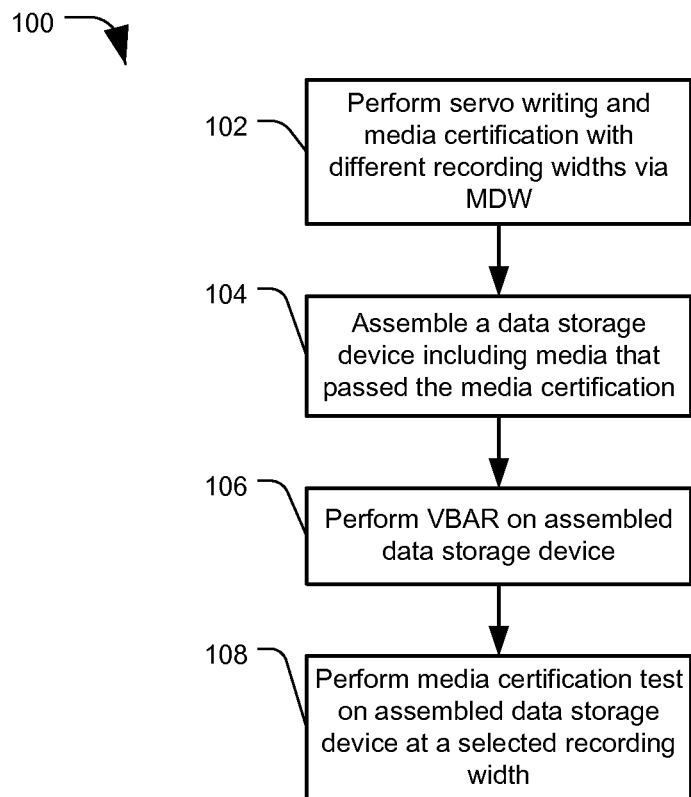 100
102
Perform servo writing and
media certification with
different recording widths via
MDW
104
Assemble a data storage
device including media that
passed the media certification
106
Perform VBAR on assembled
data storage device
108
Perform media certification test
on assembled data storage
device at a selected recording
width